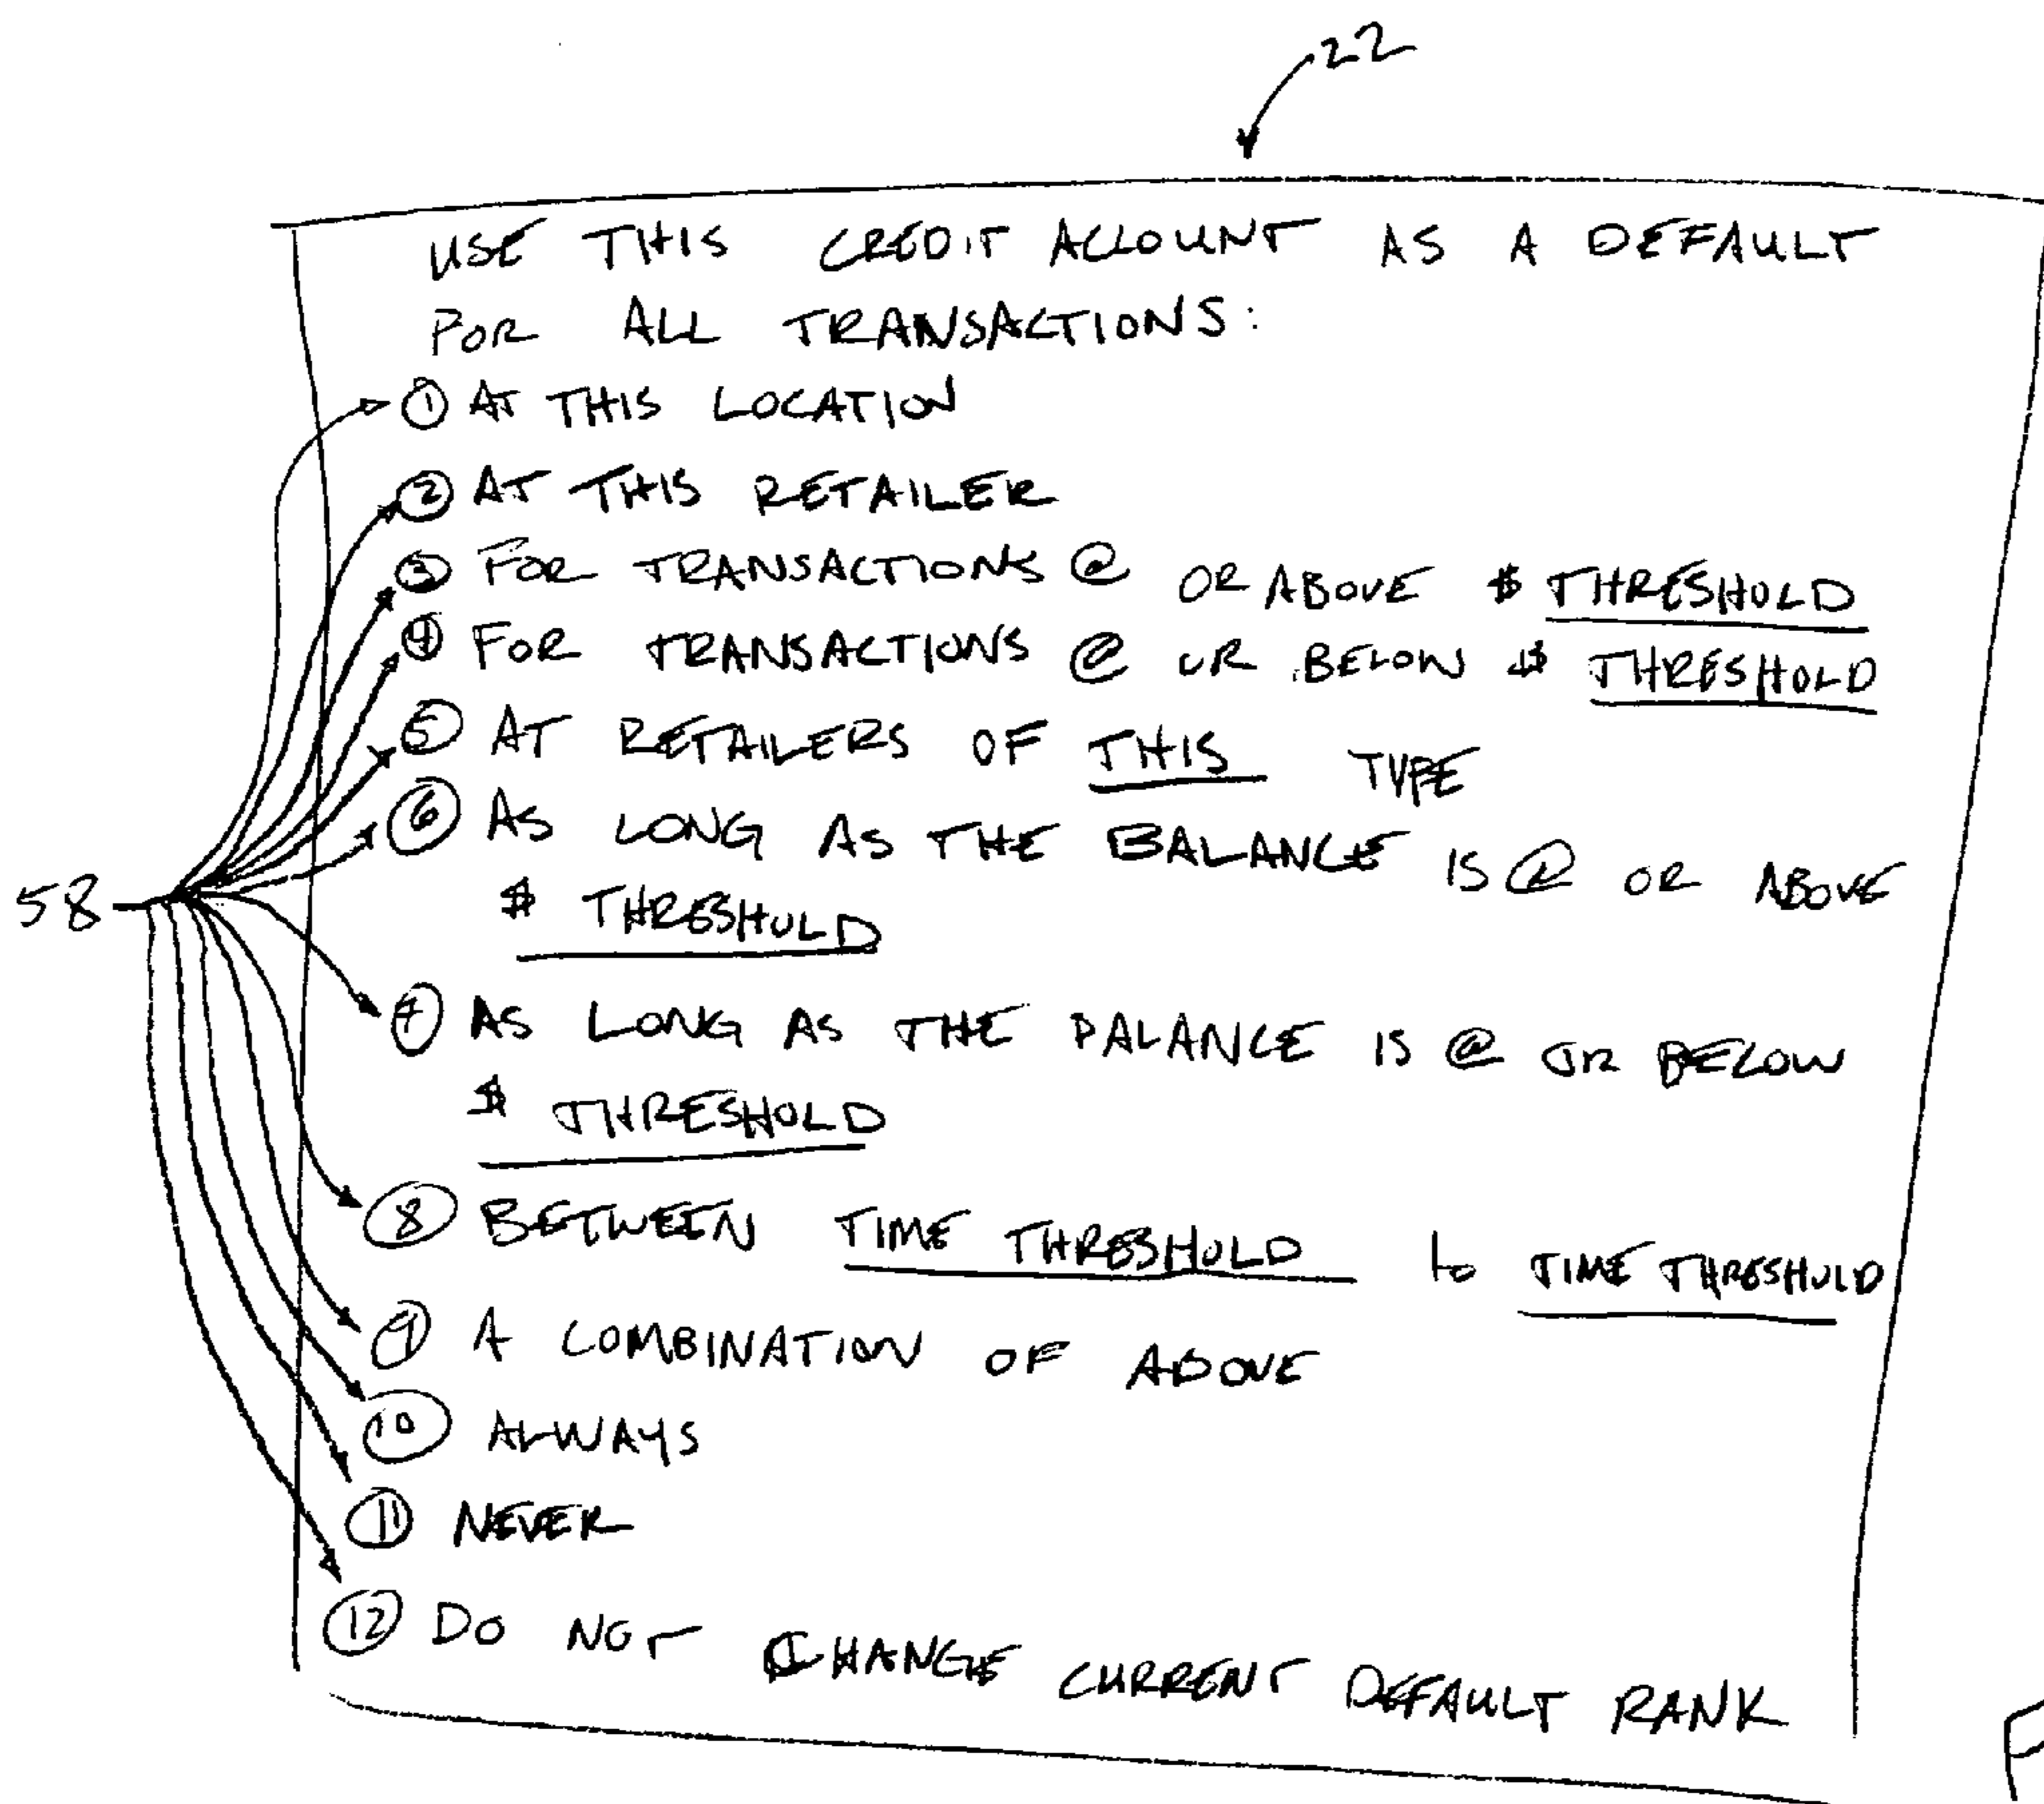 22
USE THIS CREDIT ACCOUNT AS A DEFAULT
FOR ALL TRANSACTIONS:
① AT THIS LOCATION
② AT THIS RETAILER
③ FOR TRANSACTIONS @ OR ABOVE $ THRESHOLD
④ FOR TRANSACTIONS @ OR BELOW $ THRESHOLD
⑤ AT RETAILERS OF THIS TYPE
⑥ AS LONG AS THE BALANCE IS @ OR ABOVE
$ THRESHOLD
58
⑦ AS LONG AS THE BALANCE IS @ OR BELOW
$ THRESHOLD
⑧ BETWEEN TIME THRESHOLD to TIME THRESHOLD
⑨ A COMBINATION OF ABOVE
⑩ ALWAYS
⑪ NEVER
⑫ DO NOT CHANGE CURRENT DEFAULT RANK